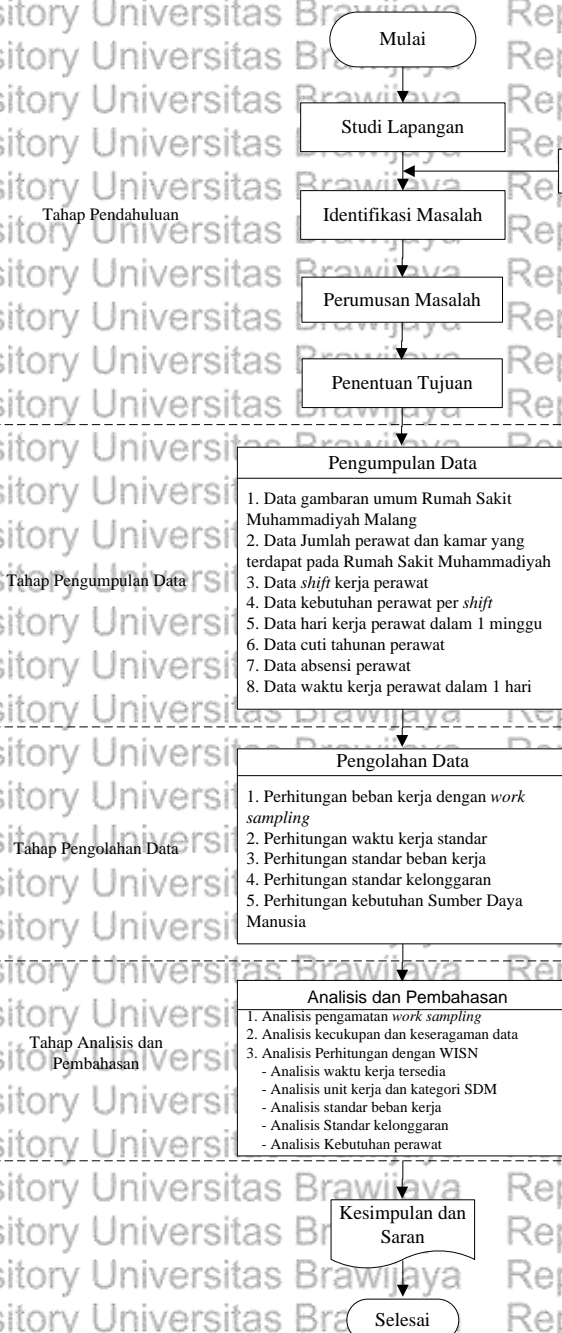 Mulai
Studi Lapangan
Tahap Pendahuluan
Identifikasi Masalah
Perumusan Masalah
Penentuan Tujuan
Pengumpulan Data
1. Data gambaran umum Rumah Sakit
Muhammadiyah Malang
2. Data Jumlah perawat dan kamar yang
terdapat pada Rumah Sakit Muhammadiyah
Tahap Pengumpulan Data
3. Data shift kerja perawat
4. Data kebutuhan perawat per shift
5. Data hari kerja perawat dalam 1 minggu
6. Data cuti tahunan perawat
7. Data absensi perawat
8. Data waktu kerja perawat dalam 1 hari
Pengolahan Data
1. Perhitungan beban kerja dengan work
sampling
Tahap Pengolahan Data
2. Perhitungan waktu kerja standar
3. Perhitungan standar beban kerja
4. Perhitungan standar kelonggaran
5. Perhitungan kebutuhan Sumber Daya
Manusia
Analisis dan Pembahasan
1. Analisis pengamatan work sampling
2. Analisis kecukupan dan keseragaman data
Tahap Analisis dan
Pembahasan
3. Analisis Perhitungan dengan WISN
- Analisis waktu kerja tersedia
- Analisis unit kerja dan kategori SDM
- Analisis standar beban kerja
- Analisis Standar kelonggaran
- Analisis Kebutuhan perawat
Kesimpulan dan
Saran
Selesai